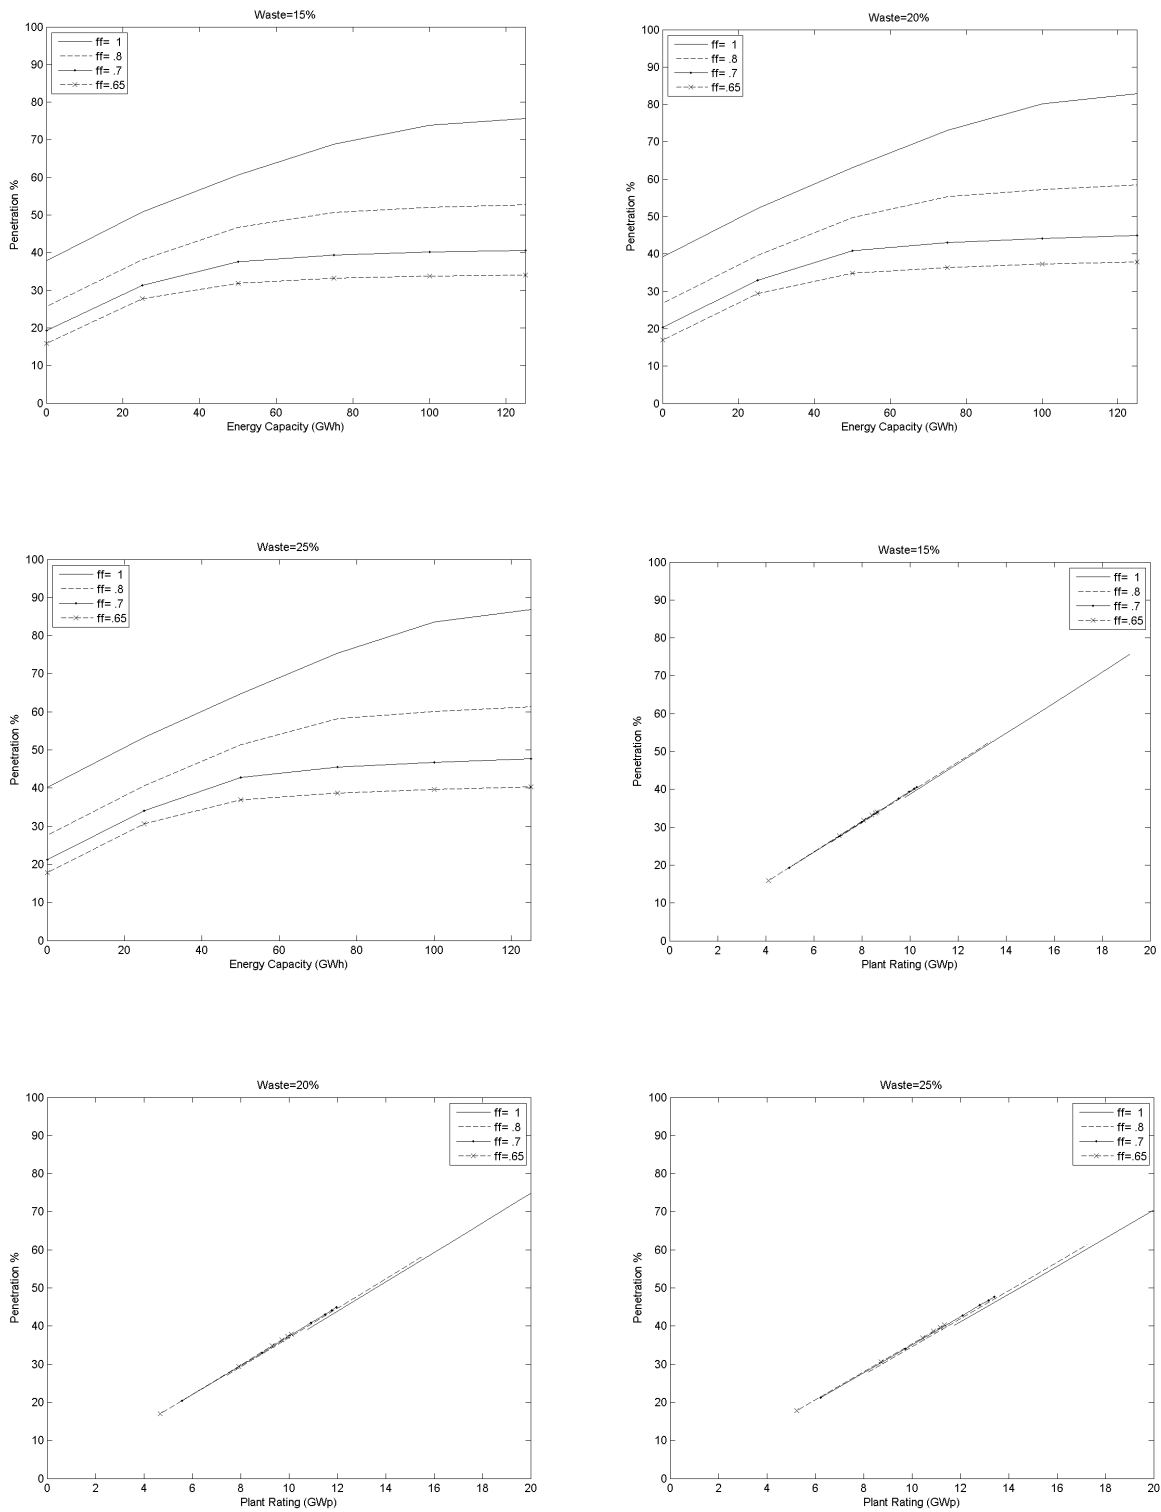 Waste=15%
100
90
80
70
60
50
40
30
20
10
0
Penetration %
ff= 1
ff= .8
ff= .7
ff=.65
0 20 40 60 80 100 120
Energy Capacity (GWh)
Waste=20%
100
90
80
70
60
50
40
30
20
10
0
Penetration %
ff= 1
ff= .8
ff= .7
ff=.65
0 20 40 60 80 100 120
Energy Capacity (GWh)
Waste=25%
100
90
80
70
60
50
40
30
20
10
0
Penetration %
ff= 1
ff= .8
ff= .7
ff=.65
0 20 40 60 80 100 120
Energy Capacity (GWh)
Waste=15%
100
90
80
70
60
50
40
30
20
10
0
Penetration %
ff= 1
ff= .8
ff= .7
ff=.65
0 2 4 6 8 10 12 14 16 18 20
Plant Rating (GWp)
Waste=20%
100
90
80
70
60
50
40
30
20
10
0
Penetration %
ff= 1
ff= .8
ff= .7
ff=.65
0 2 4 6 8 10 12 14 16 18 20
Plant Rating (GWp)
Waste=25%
100
90
80
70
60
50
40
30
20
10
0
Penetration %
ff= 1
ff= .8
ff= .7
ff=.65
0 2 4 6 8 10 12 14 16 18 20
Plant Rating (GWp)